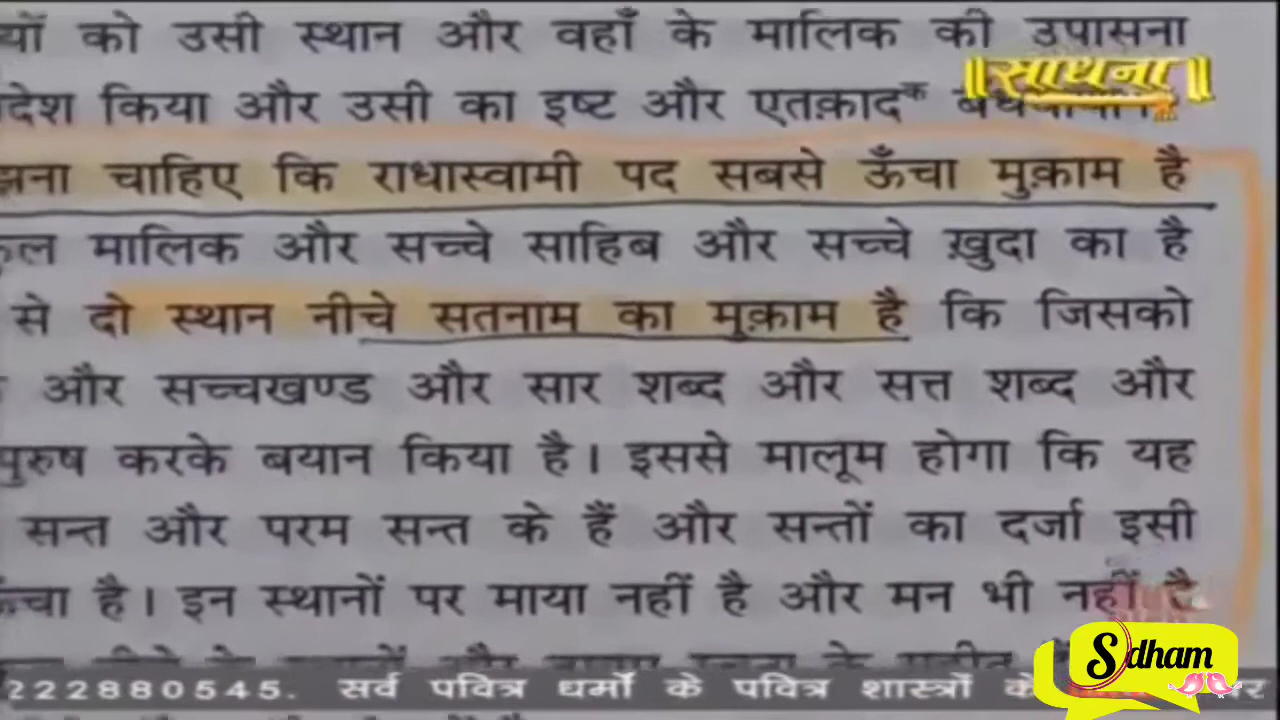 यों को उसी स्थान और वहाँ के मालिक की उपासना
॥साधना॥
देश किया और उसी का इष्ट और एतक़ाद क
झना चाहिए कि राधास्वामी पद सबसे ऊँचा मुक़ाम है
कुल मालिक और सच्चे साहिब और सच्चे ख़ुदा का है
से दो स्थान नीचे सतनाम का मुक़ाम है कि जिसको
और सच्चखण्ड और सार शब्द और सत्त शब्द और
पुरुष करके बयान किया है। इससे मालूम होगा कि यह
सन्त और परम सन्त के हैं और सन्तों का दर्जा इसी
ऊँचा है। इन स्थानों पर माया नहीं है और मन भी नहीं है
Sdham
222880545. सर्व पवित्र धर्मों के पवित्र शास्त्रों के